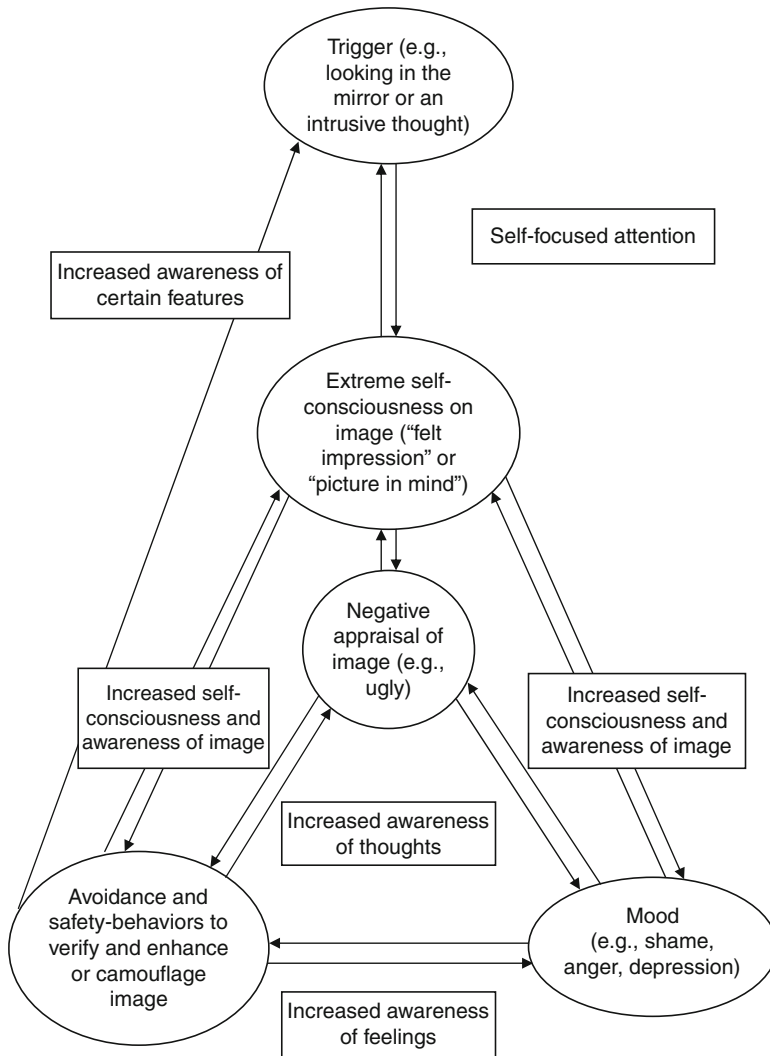 Trigger (e.g.,
looking in the
mirror or an
intrusive thought)
Self-focused attention
Increased awareness of
certain features
Extreme self-
consciousness on
image (“felt
impression” or
“picture in mind”)
Negative
appraisal of
image (e.g.,
ugly)
Increased self-
consciousness and
awareness of image
Increased self-
consciousness and
awareness of image
Increased awareness
of thoughts
Avoidance and
safety-behaviors to
verify and enhance
or camouflage
image
Mood
(e.g., shame,
anger, depression)
Increased awareness
of feelings